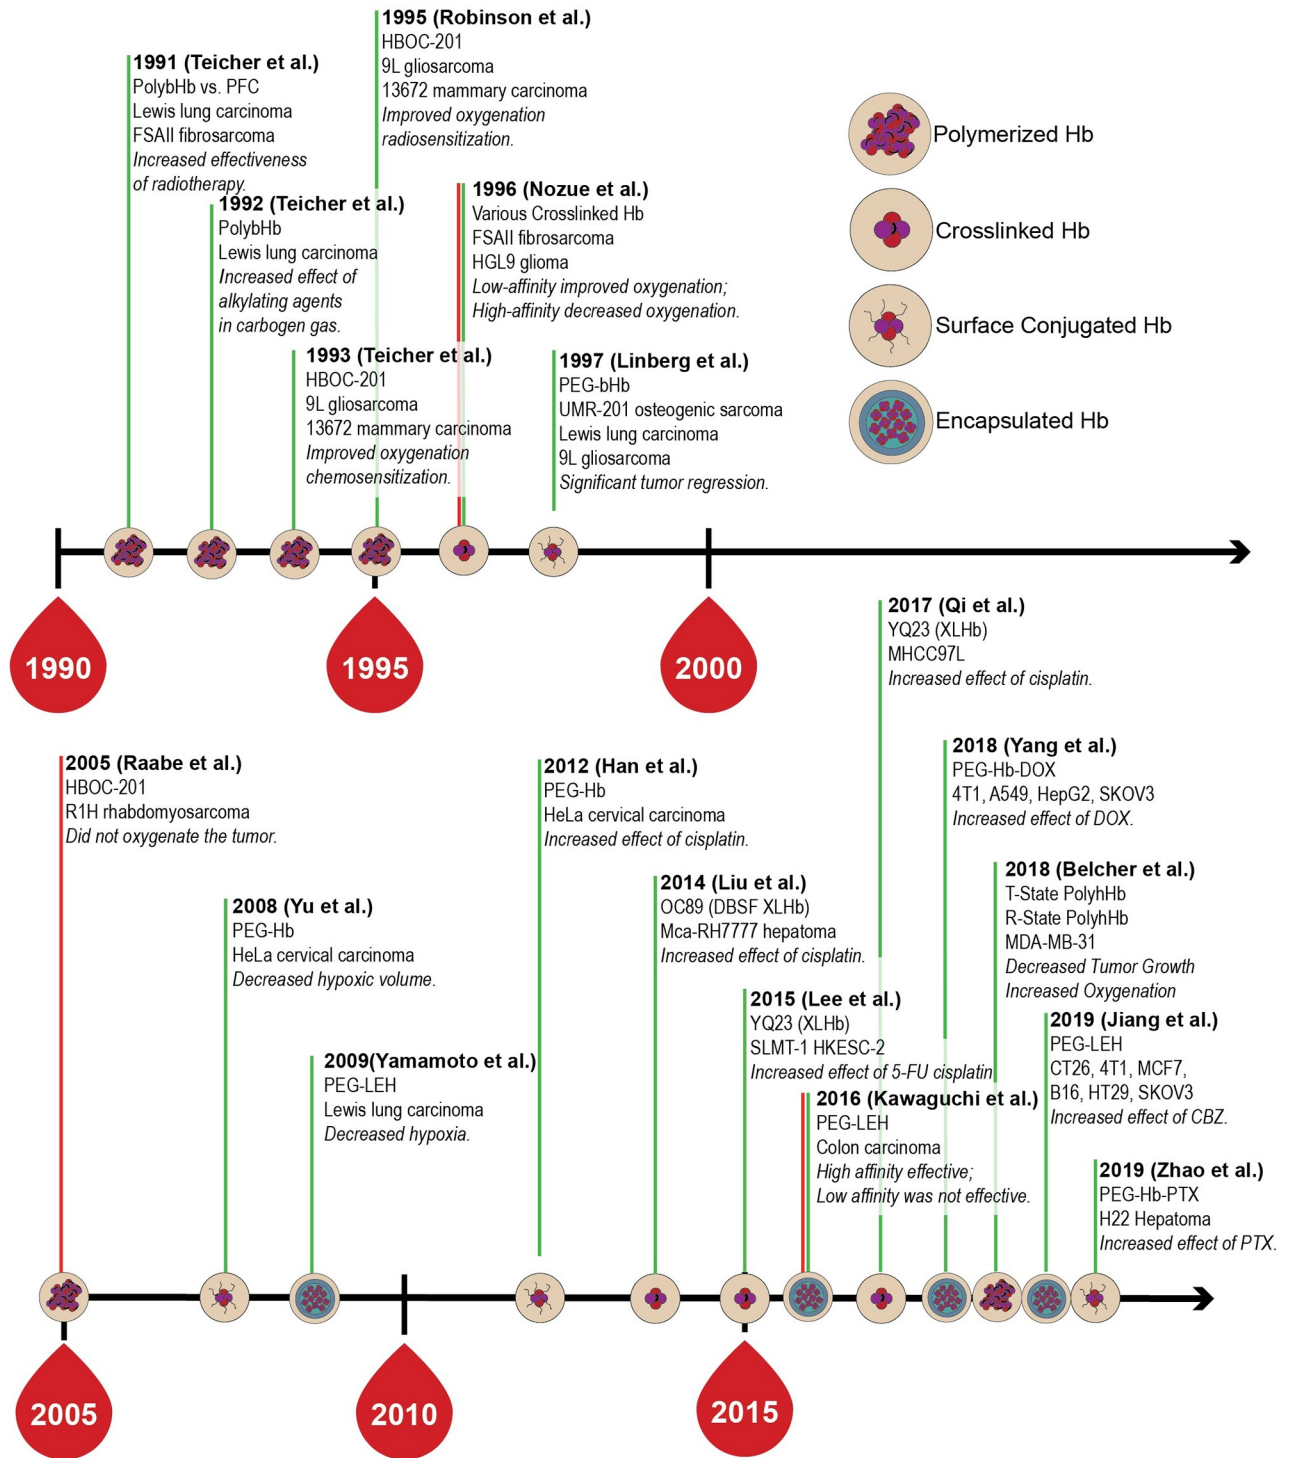 1995 (Robinson et al.)
HBOC-201
9L gliosarcoma
13672 mammary carcinoma
Improved oxygenation
radiosensitization.
1991 (Teicher et al.)
PolybHb vs. PFC
Lewis lung carcinoma
FSAII fibrosarcoma
Increased effectiveness
of radiotherapy.
1992 (Teicher et al.)
PolybHb
Lewis lung carcinoma
Increased effect of
alkylating agents
in carbogen gas.
1996 (Nozue et al.)
Various Crosslinked Hb
FSAII fibrosarcoma
HGL9 glioma
Low-affinity improved oxygenation;
High-affinity decreased oxygenation.
1993 (Teicher et al.)
HBOC-201
9L gliosarcoma
13672 mammary carcinoma
Improved oxygenation
chemosensitization.
1997 (Linberg et al.)
PEG-bHb
UMR-201 osteogenic sarcoma
Lewis lung carcinoma
9L gliosarcoma
Significant tumor regression.
Polymerized Hb
Crosslinked Hb
Surface Conjugated Hb
Encapsulated Hb
1990
1995
2000
2017 (Qi et al.)
YQ23 (XLHb)
MHCC97L
Increased effect of cisplatin.
2005 (Raabe et al.)
HBOC-201
R1H rhabdomyosarcoma
Did not oxygenate the tumor.
2012 (Han et al.)
PEG-Hb
HeLa cervical carcinoma
Increased effect of cisplatin.
2018 (Yang et al.)
PEG-Hb-DOX
4T1, A549, HepG2, SKOV3
Increased effect of DOX.
2008 (Yu et al.)
PEG-Hb
HeLa cervical carcinoma
Decreased hypoxic volume.
2014 (Liu et al.)
OC89 (DBSF XLHb)
Mca-RH7777 hepatoma
Increased effect of cisplatin.
2018 (Belcher et al.)
T-State PolyhHb
R-State PolyhHb
MDA-MB-31
Decreased Tumor Growth
Increased Oxygenation
2015 (Lee et al.)
YQ23 (XLHb)
SLMT-1 HKESC-2
Increased effect of 5-FU cisplatin
2009(Yamamoto et al.)
PEG-LEH
Lewis lung carcinoma
Decreased hypoxia.
2019 (Jiang et al.)
PEG-LEH
CT26, 4T1, MCF7,
B16, HT29, SKOV3
Increased effect of CBZ.
2016 (Kawaguchi et al.)
PEG-LEH
Colon carcinoma
High affinity effective;
Low affinity was not effective.
2019 (Zhao et al.)
PEG-Hb-PTX
H22 Hepatoma
Increased effect of PTX.
2005
2010
2015